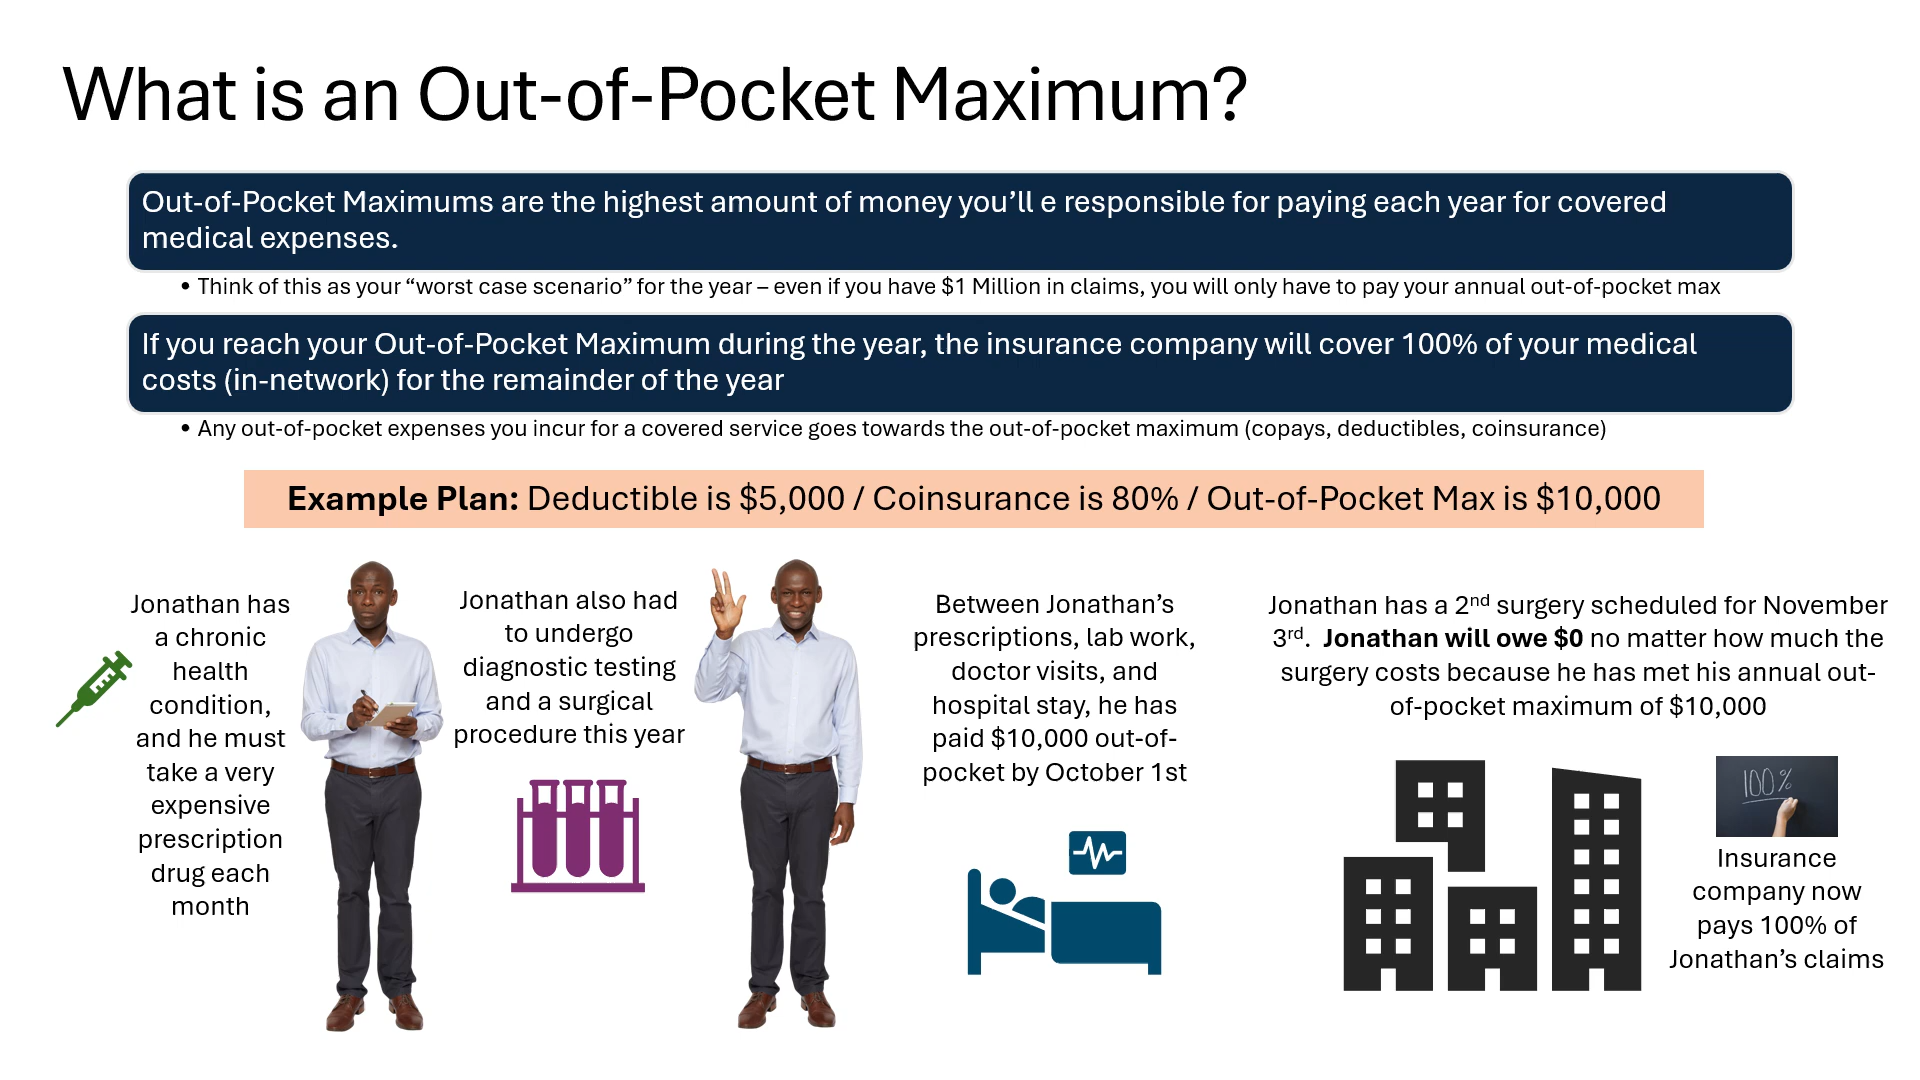 What is an Out-of-Pocket Maximum?
Out-of-Pocket Maximums are the highest amount of money you’ll e responsible for paying each year for covered
medical expenses.
• Think of this as your “worst case scenario” for the year – even if you have $1 Million in claims, you will only have to pay your annual out-of-pocket max
If you reach your Out-of-Pocket Maximum during the year, the insurance company will cover 100% of your medical
costs (in-network) for the remainder of the year
• Any out-of-pocket expenses you incur for a covered service goes towards the out-of-pocket maximum (copays, deductibles, coinsurance)
Example Plan: Deductible is $5,000 / Coinsurance is 80% / Out-of-Pocket Max is $10,000
Jonathan has
a chronic
health
condition,
and he must
take a very
expensive
prescription
drug each
month
Jonathan also had
to undergo
diagnostic testing
and a surgical
procedure this year
Between Jonathan’s
prescriptions, lab work,
doctor visits, and
hospital stay, he has
paid $10,000 out-of-
pocket by October 1st
Jonathan has a 2nd surgery scheduled for November
3rd.  Jonathan will owe $0 no matter how much the
surgery costs because he has met his annual out-
of-pocket maximum of $10,000
100%
Insurance
company now
pays 100% of
Jonathan’s claims